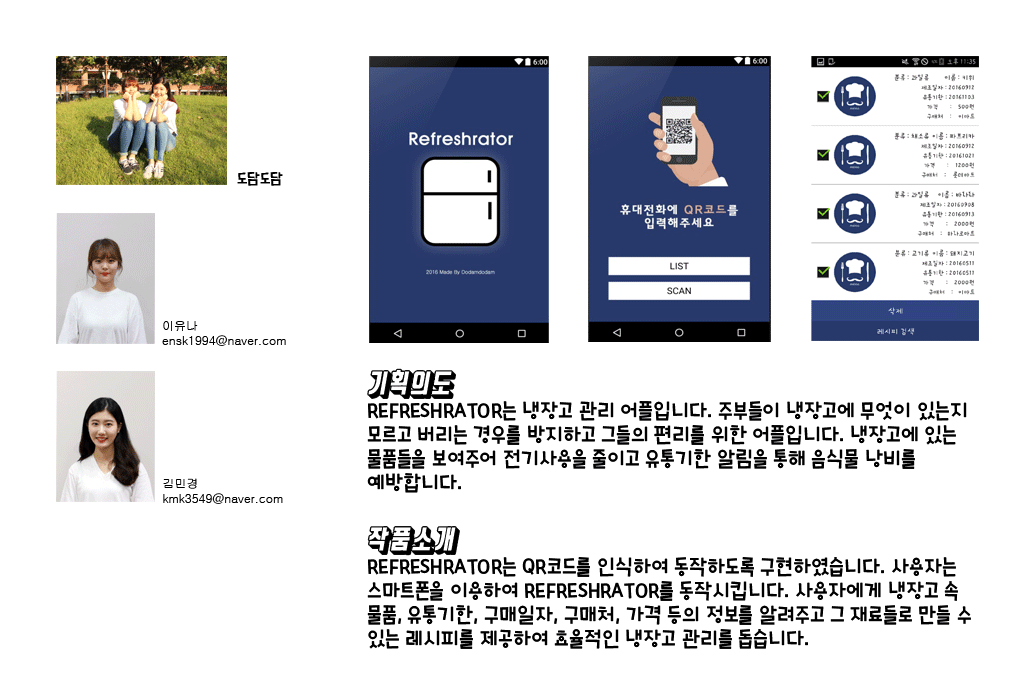 도담도담
이유나
ensk1994@naver.com
김민경
kmk3549@naver.com
6:00
Refreshrator
2016 Made By Dodamdodam
6:00
휴대전화에 QR코드를
입력해주세요
LIST
SCAN
오후 11:35
분류 : 과일류 이름 : 키위
제조일자 : 20160912
유통기한 : 20161103
가격 : 500원
구매처 : 이마트
분류 : 채소류 이름 : 파프리카
제조일자 : 20160912
유통기한 : 20161021
가격 : 1200원
구매처 : 롯데마트
분류 : 과일류 이름 : 바나나
제조일자 : 20160908
유통기한 : 20160913
가격 : 2000원
구매처 :
분류 : 고기류 이름 : 돼지고기
제조일자 : 20160511
유통기한 : 20160511
가격 : 2000원
구매처 : 이마트
삭제
레시피 검색
기획의도
REFRESHRATOR는 냉장고 관리 어플입니다. 주부들이 냉장고에 무엇이 있는지
모르고 버리는 경우를 방지하고 그들의 편리를 위한 어플입니다. 냉장고에 있는
물품들을 보여주어 전기사용을 줄이고 유통기한 알림을 통해 음식물 낭비를
예방합니다.
작품소개
REFRESHRATOR는 QR코드를 인식하여 동작하도록 구현하였습니다. 사용자는
스마트폰을 이용하여 REFRESHRATOR를 동작시킵니다. 사용자에게 냉장고 속
물품, 유통기한, 구매일자, 구매처, 가격 등의 정보를 알려주고 그 재료들로 만들 수
있는 레시피를 제공하여 효율적인 냉장고 관리를 돕습니다.